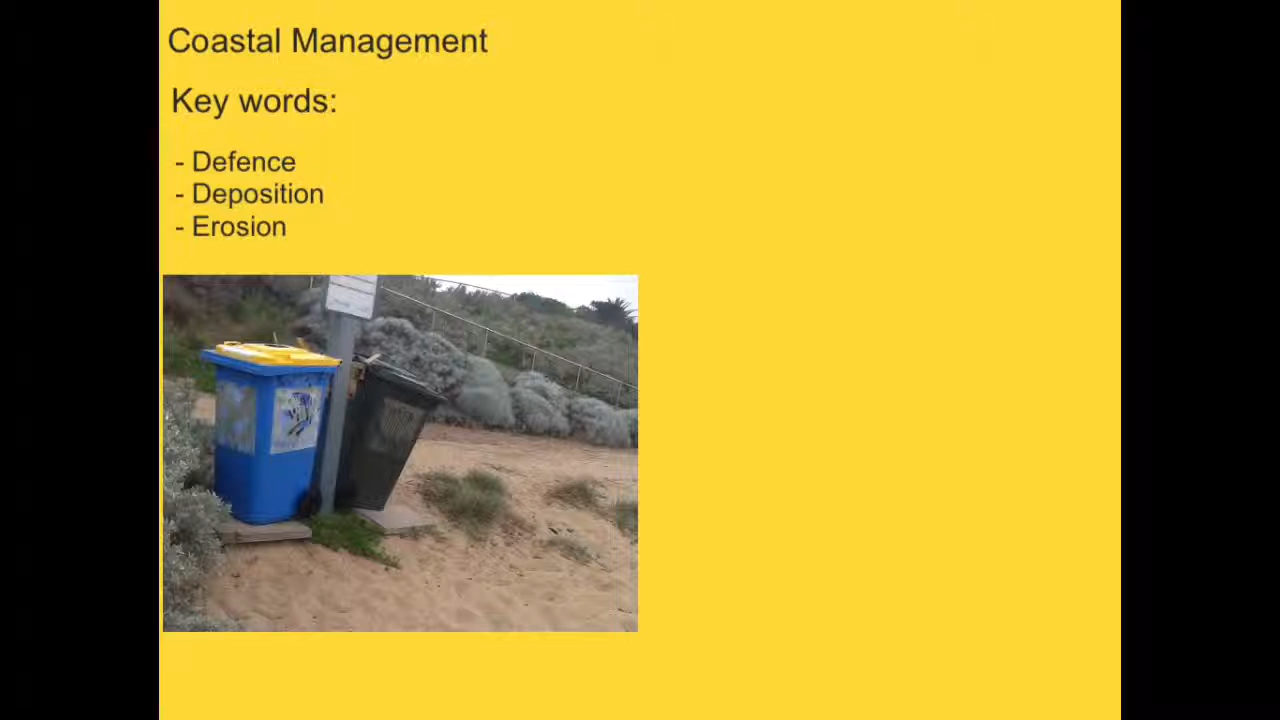 Coastal Management
Key words:
- Defence
- Deposition
- Erosion